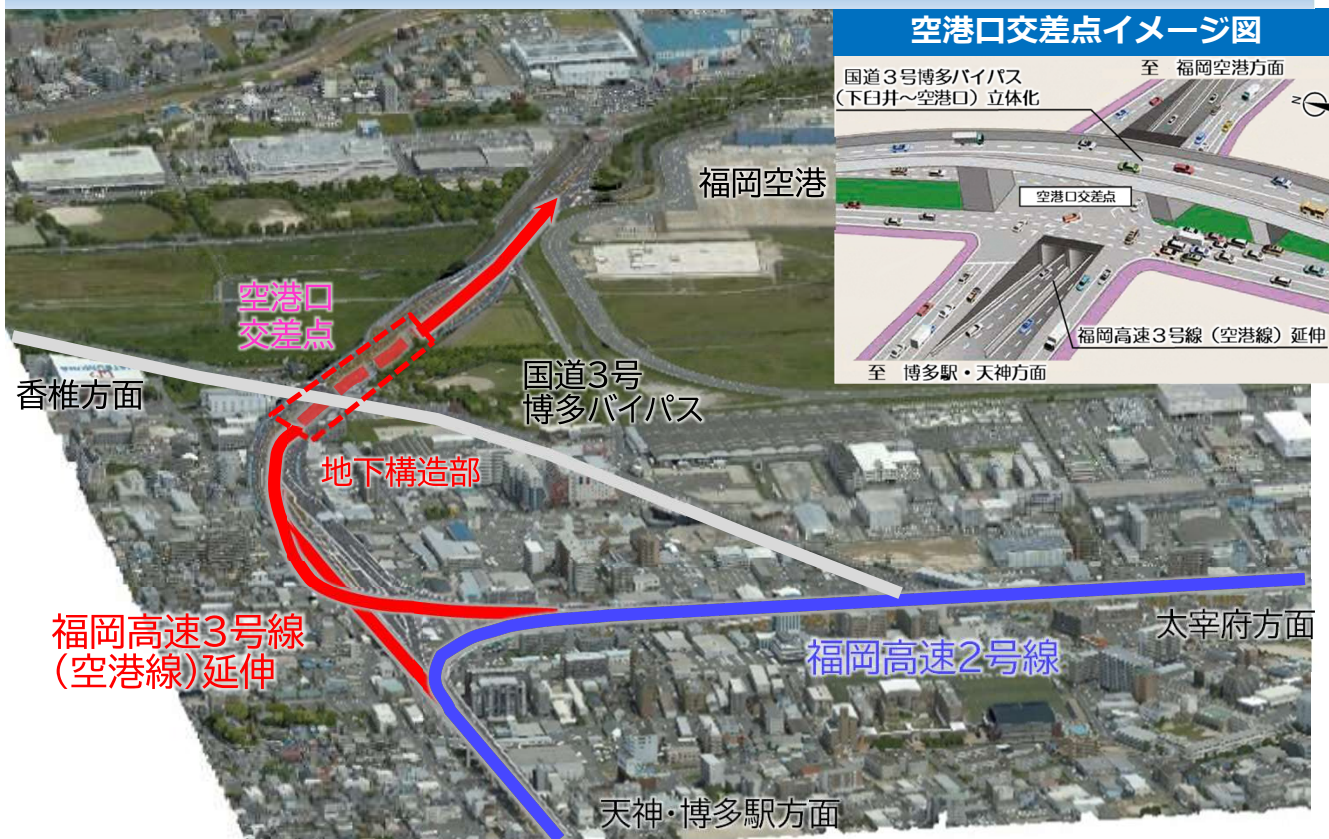 空港口交差点イメージ図
至 福岡空港方面
国道3号博多バイパス
(下臼井～空港口)立体化
N
空港口交差点
福岡高速3号線(空港線)延伸
至 博多駅・天神方面
福岡空港
空港口
交差点
香椎方面
国道3号
博多バイパス
地下構造部
福岡高速3号線
(空港線)延伸
福岡高速2号線
太宰府方面
天神・博多駅方面